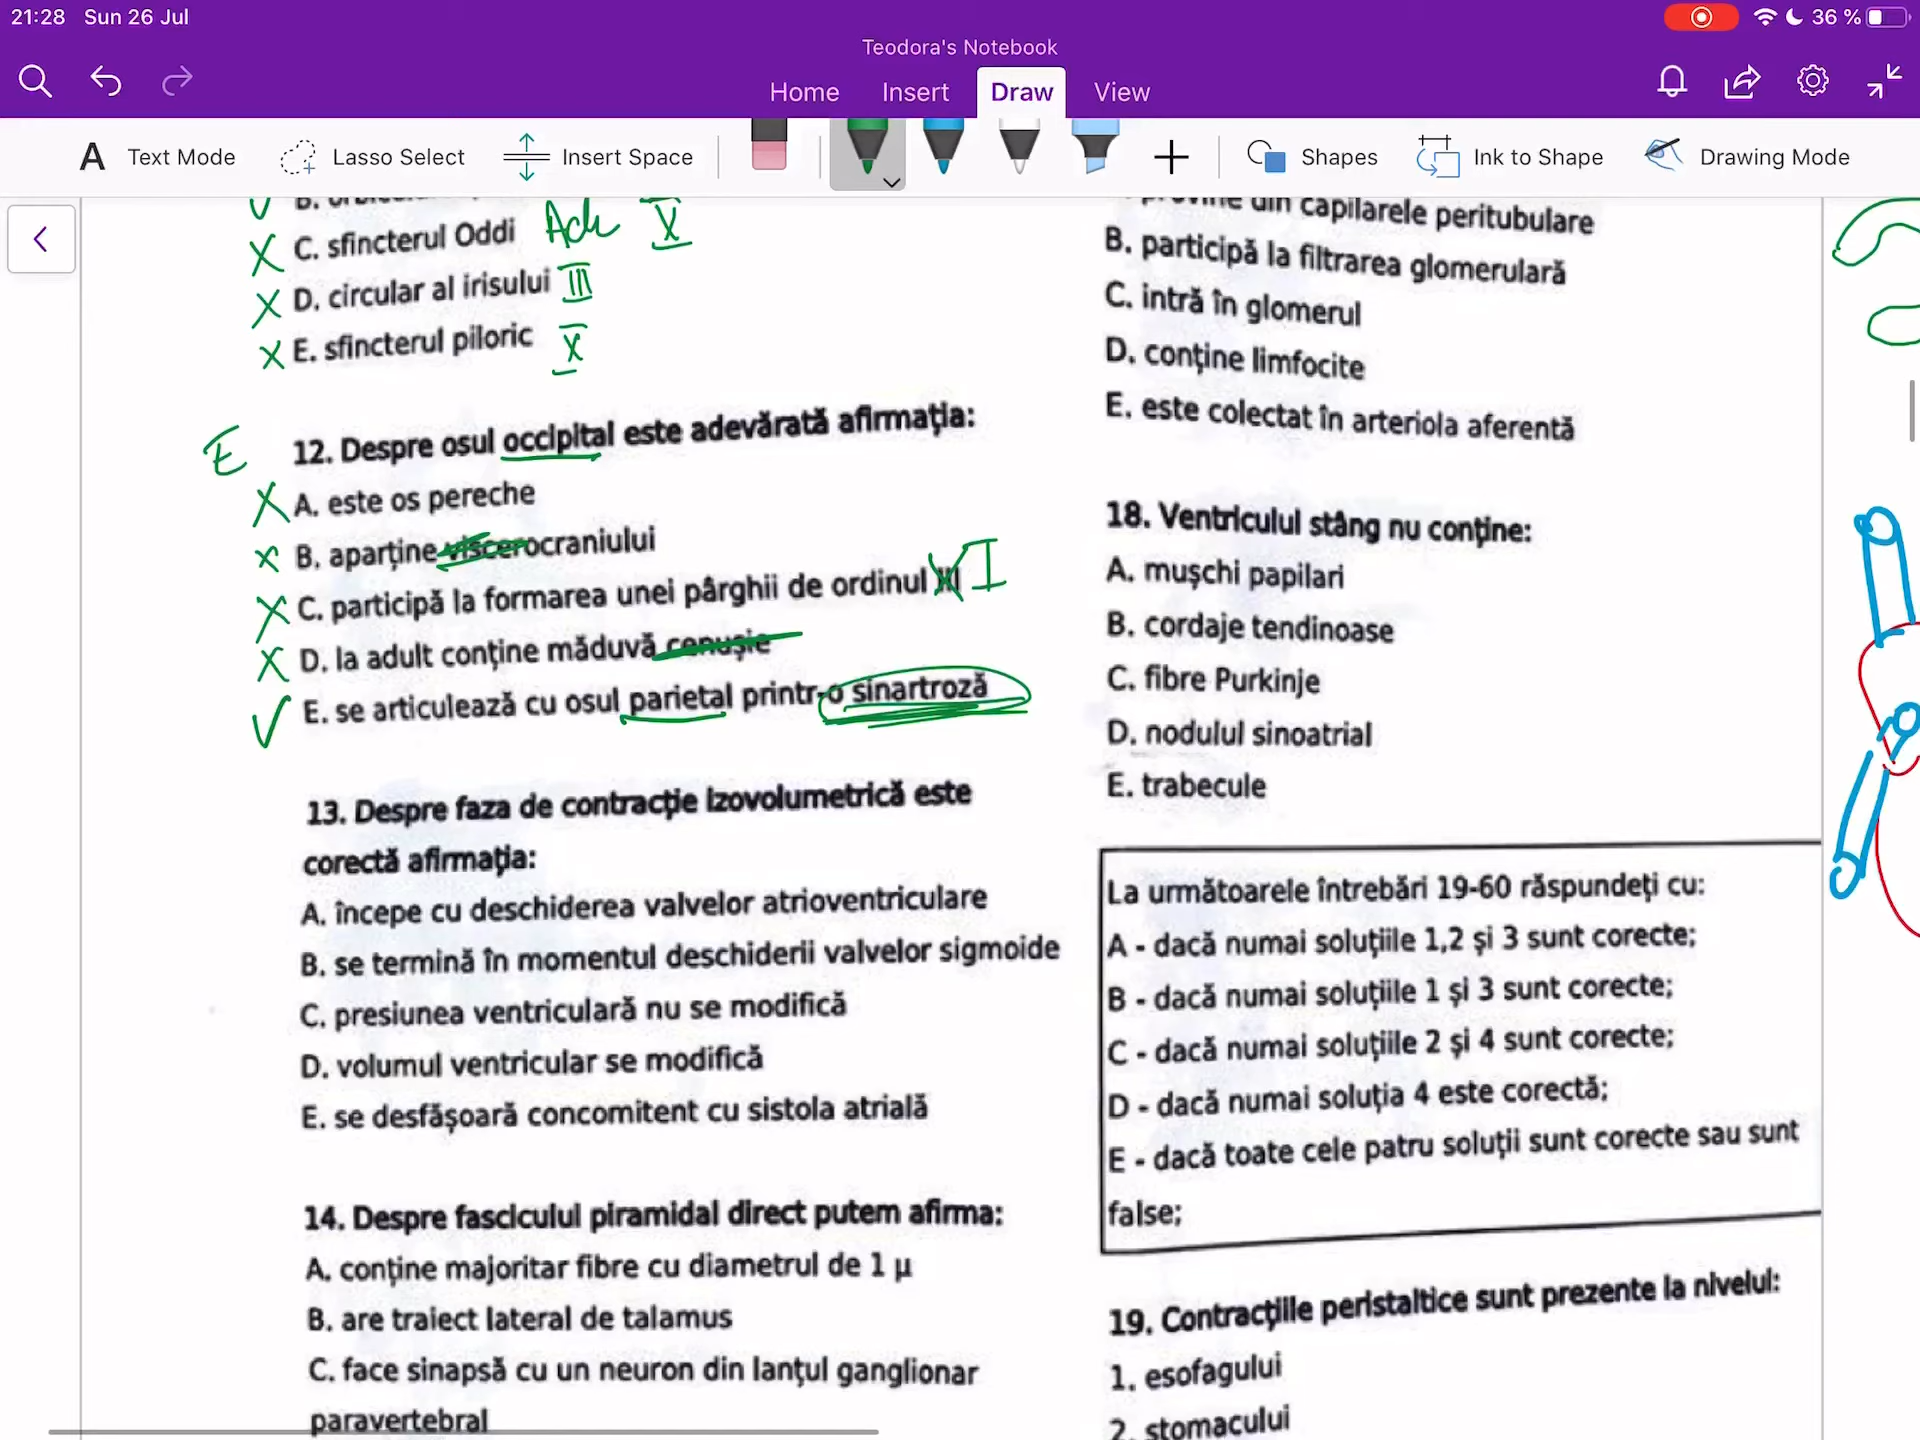 21:28 Sun 26 Jul
36 %
Teodora's Notebook
Home Insert Draw View
A Text Mode Lasso Select Insert Space Shapes Ink to Shape Drawing Mode
B.
X C. sfincterul Oddi X
X D. circular al irisului III
X E. sfincterul piloric X
E 12. Despre osul occipital este adevărată afirmația:
X A. este os pereche
X B. aparține viscerocraniului
X C. participă la formarea unei pârghii de ordinul III I
X D. la adult conține măduvă cenușie
E. se articulează cu osul parietal printr-o sinartroză
13. Despre faza de contracție izovolumetrică este
corectă afirmația:
A. începe cu deschiderea valvelor atrioventriculare
B. se termină în momentul deschiderii valvelor sigmoide
C. presiunea ventriculară nu se modifică
D. volumul ventricular se modifică
E. se desfășoară concomitent cu sistola atrială
14. Despre fasciculul piramidal direct putem afirma:
A. conține majoritar fibre cu diametrul de 1 μ
B. are traiect lateral de talamus
C. face sinapsă cu un neuron din lanțul ganglionar
paravertebral
provine din capilarele peritubulare
B. participă la filtrarea glomerulară
C. intră în glomerul
D. conține limfocite
E. este colectat în arteriola aferentă
18. Ventriculul stâng nu conține:
A. mușchi papilari
B. cordaje tendinoase
C. fibre Purkinje
D. nodulul sinoatrial
E. trabecule
La următoarele întrebări 19-60 răspundeți cu:
A - dacă numai soluțiile 1,2 și 3 sunt corecte;
B - dacă numai soluțiile 1 și 3 sunt corecte;
C - dacă numai soluțiile 2 și 4 sunt corecte;
D - dacă numai soluția 4 este corectă;
E - dacă toate cele patru soluții sunt corecte sau sunt
false;
19. Contracțiile peristaltice sunt prezente la nivelul:
1. esofagului
2. stomacului